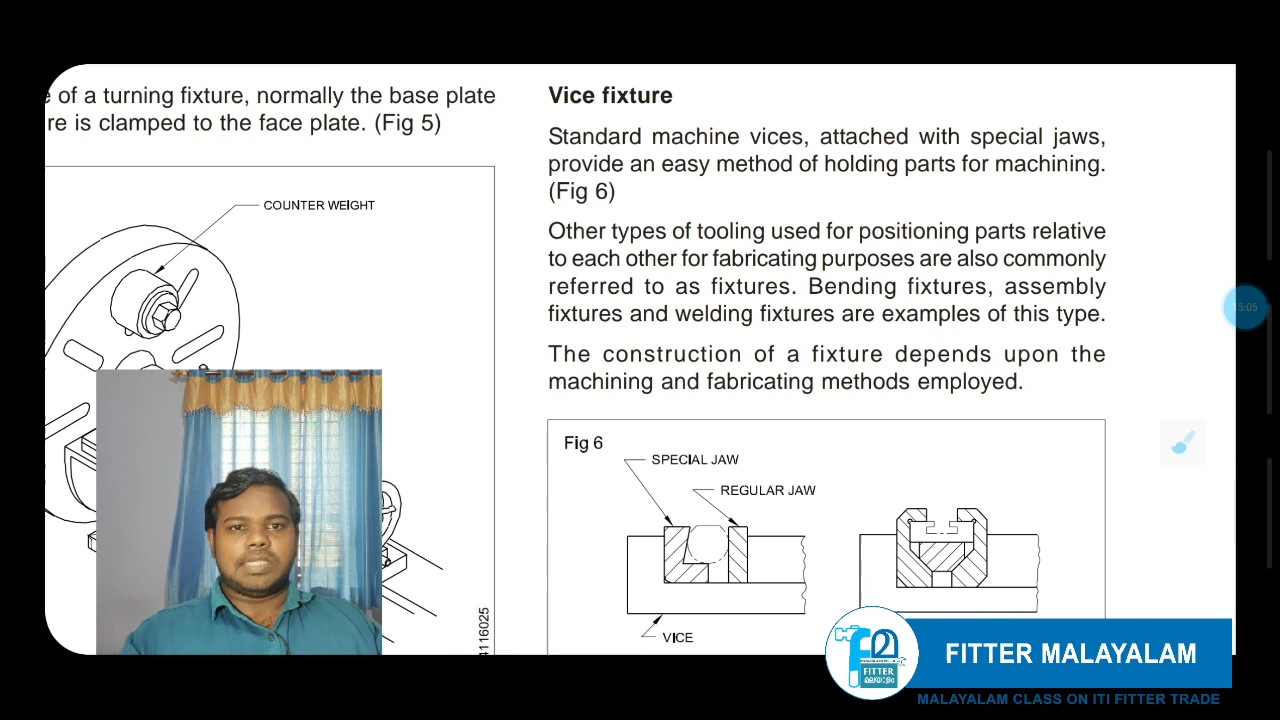 e of a turning fixture, normally the base plate
re is clamped to the face plate. (Fig 5)
COUNTER WEIGHT
4116025
Vice fixture
Standard machine vices, attached with special jaws,
provide an easy method of holding parts for machining.
(Fig 6)
Other types of tooling used for positioning parts relative
to each other for fabricating purposes are also commonly
referred to as fixtures. Bending fixtures, assembly
fixtures and welding fixtures are examples of this type.
The construction of a fixture depends upon the
machining and fabricating methods employed.
Fig 6
SPECIAL JAW
REGULAR JAW
VICE
15:05
FITTER
FITTER MALAYALAM
MALAYALAM CLASS ON ITI FITTER TRADE